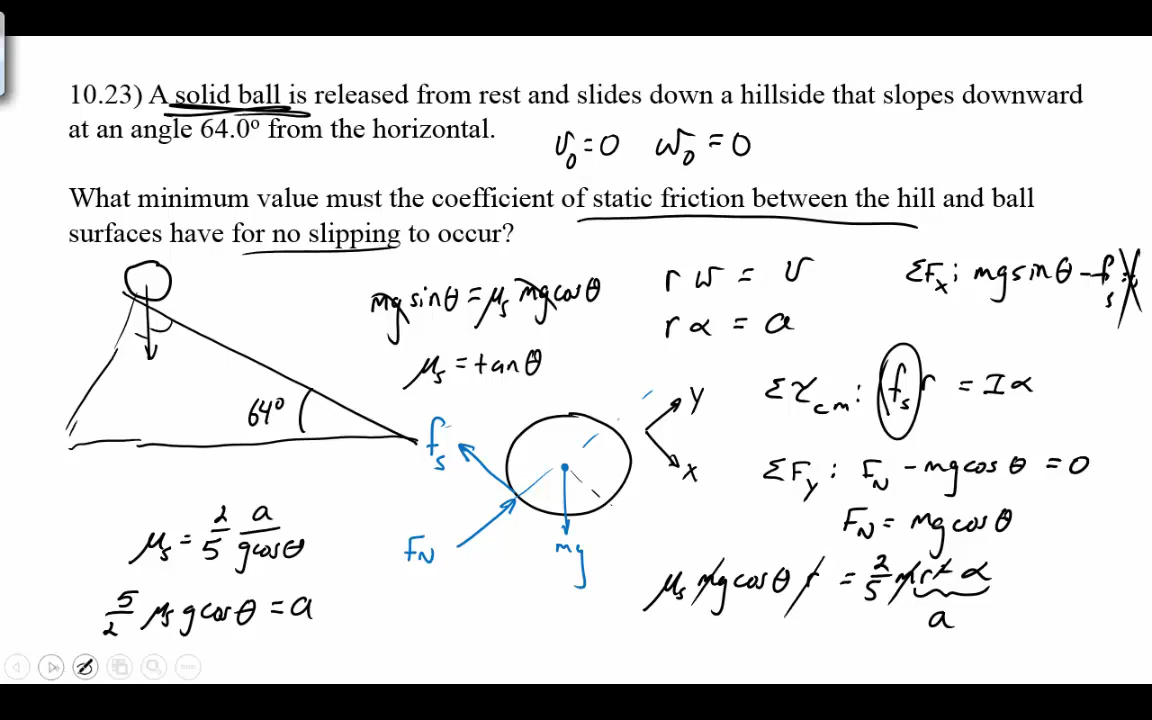 10.23) A solid ball is released from rest and slides down a hillside that slopes downward
at an angle 64.0º from the horizontal.
v₀ = 0 ω₀ = 0
What minimum value must the coefficient of static friction between the hill and ball
surfaces have for no slipping to occur?
mg sinθ = μs mg cosθ
μs = tanθ
rω = v
rα = a
ΣFx: mg sinθ - fs
Στcm: fs r = Iα
64°
fs
y
x
ΣFy: FN - mg cosθ = 0
FN = mg cosθ
FN
mg
μs = 2/5 a/(g cosθ)
5/2 μs g cosθ = a
μs mg cosθ r = 2/5 mr² α
a